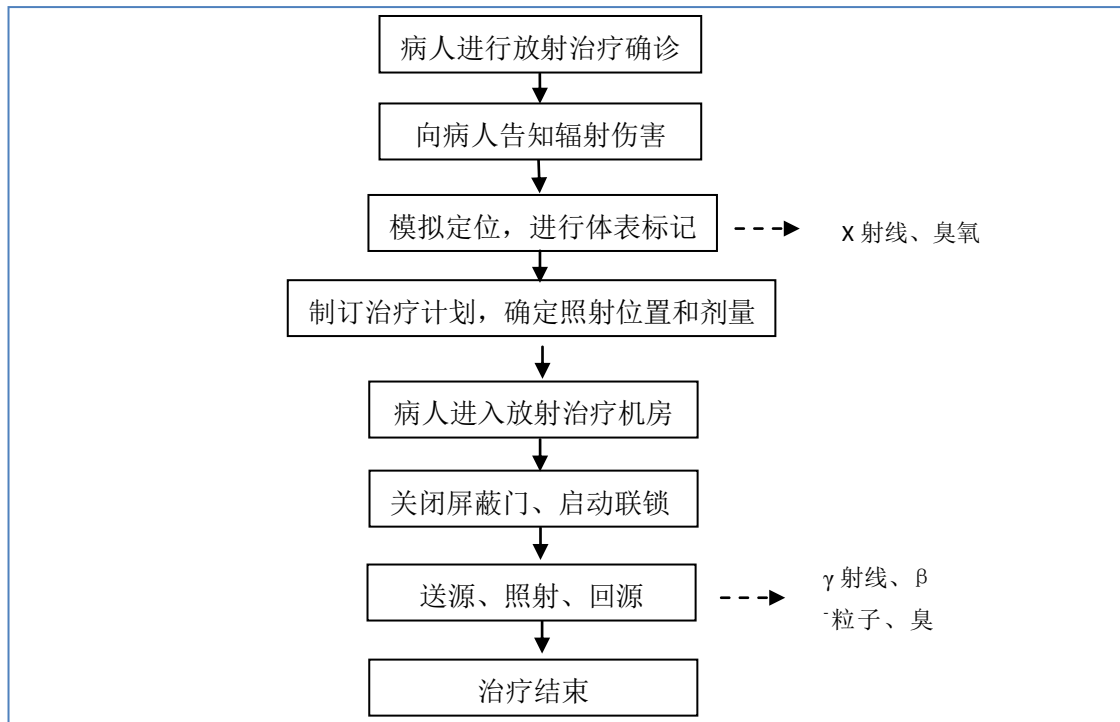 病人进行放射治疗确诊
向病人告知辐射伤害
模拟定位，进行体表标记
X 射线、臭氧
制订治疗计划，确定照射位置和剂量
病人进入放射治疗机房
关闭屏蔽门、启动联锁
送源、照射、回源
γ 射线、β
-粒子、臭
治疗结束